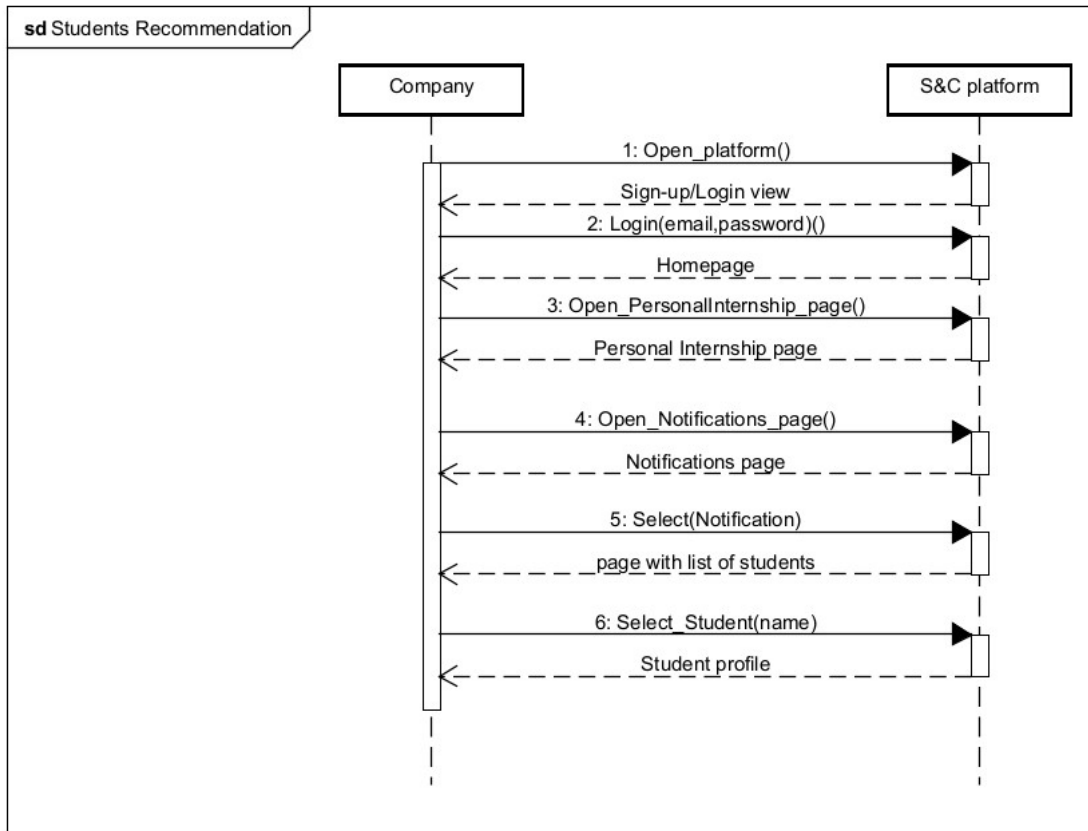 sd Students Recommendation
Company
S&C platform
1: Open_platform()
Sign-up/Login view
2: Login(email,password)()
Homepage
3: Open_PersonalInternship_page()
Personal Internship page
4: Open_Notifications_page()
Notifications page
5: Select(Notification)
page with list of students
6: Select_Student(name)
Student profile